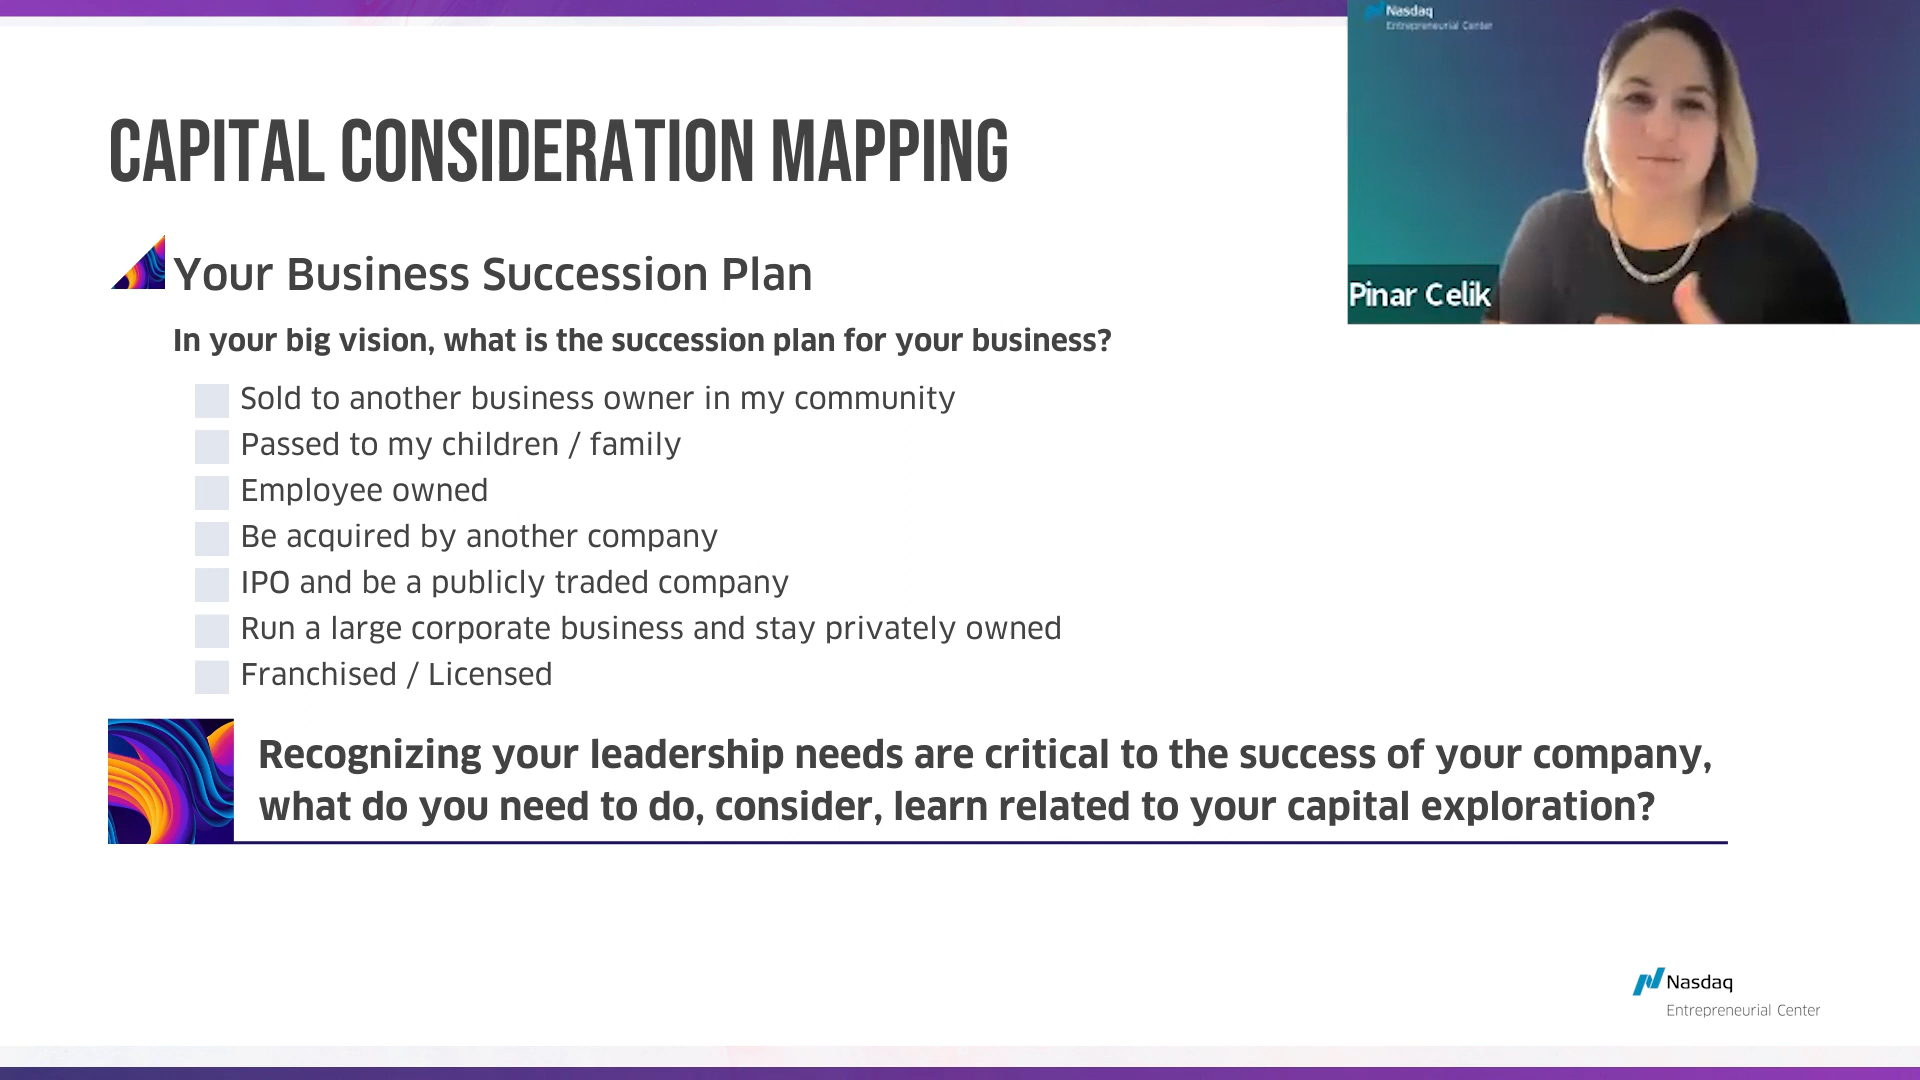 CAPITAL CONSIDERATION MAPPING
Your Business Succession Plan
In your big vision, what is the succession plan for your business?
Sold to another business owner in my community
Passed to my children / family
Employee owned
Be acquired by another company
IPO and be a publicly traded company
Run a large corporate business and stay privately owned
Franchised / Licensed
Recognizing your leadership needs are critical to the success of your company,
what do you need to do, consider, learn related to your capital exploration?
Nasdaq
Entrepreneurial Center
Pinar Celik
Nasdaq
Entrepreneurial Center